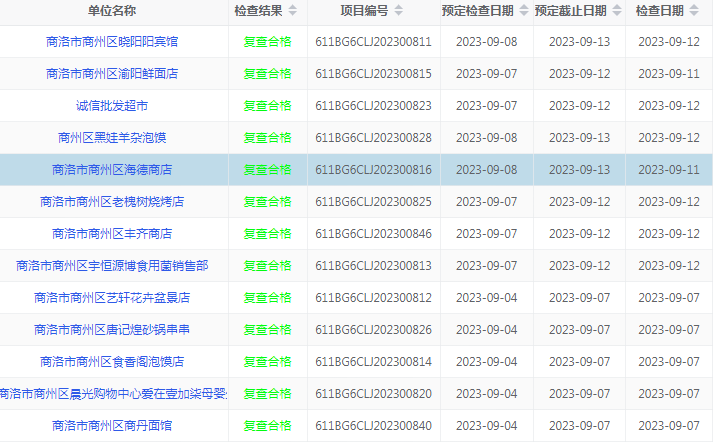 单位名称 检查结果 项目编号 预定检查日期 预定截止日期 检查日期
商洛市商州区晓阳阳宾馆 复查合格 611BG6CLJ202300811 2023-09-08 2023-09-13 2023-09-12
商洛市商州区渝阳鲜面店 复查合格 611BG6CLJ202300815 2023-09-07 2023-09-12 2023-09-11
诚信批发超市 复查合格 611BG6CLJ202300823 2023-09-07 2023-09-12 2023-09-12
商州区黑娃羊杂泡馍 复查合格 611BG6CLJ202300828 2023-09-08 2023-09-13 2023-09-12
商洛市商州区海德商店 复查合格 611BG6CLJ202300816 2023-09-08 2023-09-13 2023-09-11
商洛市商州区老槐树烧烤店 复查合格 611BG6CLJ202300825 2023-09-07 2023-09-12 2023-09-12
商洛市商州区丰齐商店 复查合格 611BG6CLJ202300846 2023-09-07 2023-09-12 2023-09-12
商洛市商州区宇恒源博食用菌销售部 复查合格 611BG6CLJ202300813 2023-09-07 2023-09-12 2023-09-12
商洛市商州区艺轩花卉盆景店 复查合格 611BG6CLJ202300812 2023-09-04 2023-09-07 2023-09-07
商洛市商州区唐记煌砂锅串串 复查合格 611BG6CLJ202300826 2023-09-04 2023-09-07 2023-09-07
商洛市商州区食香阁泡馍店 复查合格 611BG6CLJ202300814 2023-09-04 2023-09-07 2023-09-07
商洛市商州区晨光购物中心爱在壹加柒母婴 复查合格 611BG6CLJ202300820 2023-09-04 2023-09-07 2023-09-07
商洛市商州区商丹面馆 复查合格 611BG6CLJ202300840 2023-09-04 2023-09-07 2023-09-07